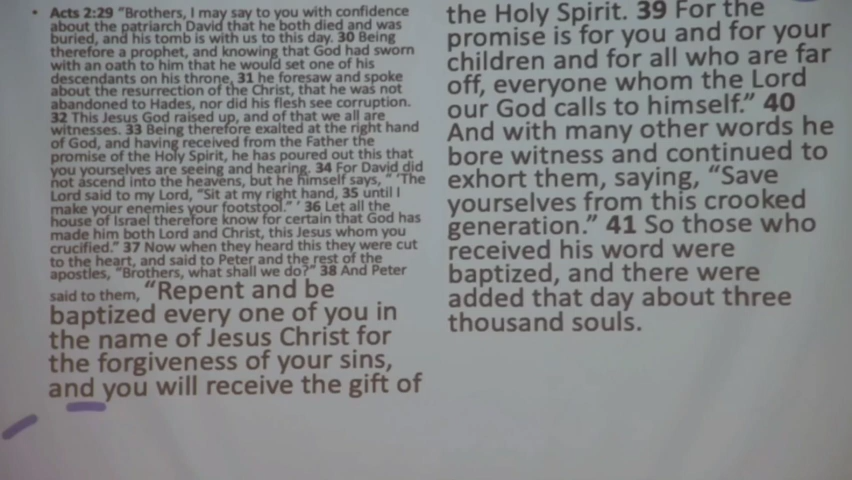 • Acts 2:29 "Brothers, I may say to you with confidence
about the patriarch David that he both died and was
buried, and his tomb is with us to this day. 30 Being
therefore a prophet, and knowing that God had sworn
with an oath to him that he would set one of his
descendants on his throne, 31 he foresaw and spoke
about the resurrection of the Christ, that he was not
abandoned to Hades, nor did his flesh see corruption.
32 This Jesus God raised up, and of that we all are
witnesses. 33 Being therefore exalted at the right hand
of God, and having received from the Father the
promise of the Holy Spirit, he has poured out this that
you yourselves are seeing and hearing. 34 For David did
not ascend into the heavens, but he himself says, " 'The
Lord said to my Lord, "Sit at my right hand, 35 until I
make your enemies your footstool." ' 36 Let all the
house of Israel therefore know for certain that God has
made him both Lord and Christ, this Jesus whom you
crucified." 37 Now when they heard this they were cut
to the heart, and said to Peter and the rest of the
apostles, "Brothers, what shall we do?" 38 And Peter
said to them, "Repent and be
baptized every one of you in
the name of Jesus Christ for
the forgiveness of your sins,
and you will receive the gift of
the Holy Spirit. 39 For the
promise is for you and for your
children and for all who are far
off, everyone whom the Lord
our God calls to himself." 40
And with many other words he
bore witness and continued to
exhort them, saying, "Save
yourselves from this crooked
generation." 41 So those who
received his word were
baptized, and there were
added that day about three
thousand souls.